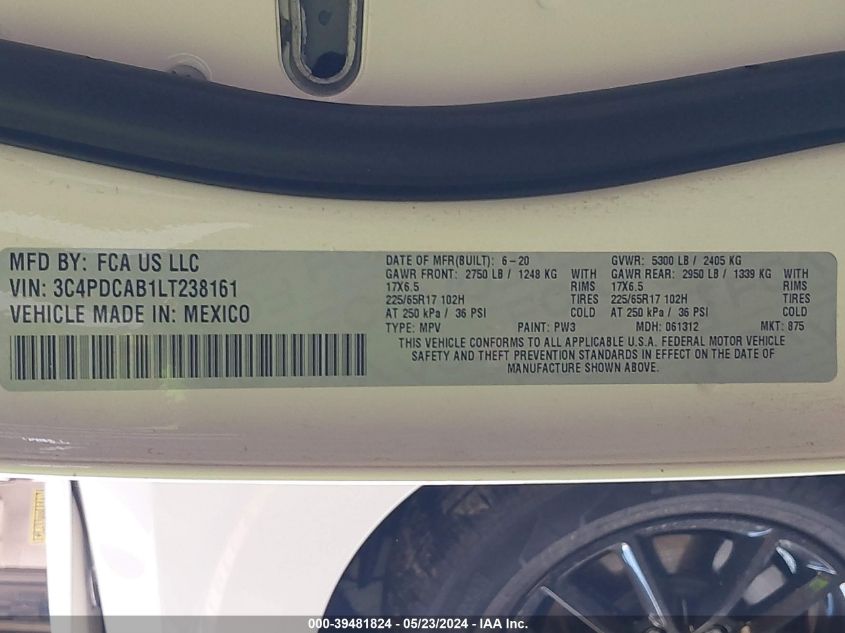 MFD BY: FCA US LLC
VIN: 3C4PDCAB1LT238161
VEHICLE MADE IN: MEXICO
DATE OF MFR(BUILT): 6-20 GVWR: 5300 LB / 2405 KG
GAWR FRONT: 2750 LB / 1248 KG WITH GAWR REAR: 2950 LB / 1339 KG WITH
17X6.5 RIMS 17X6.5 RIMS
225/65R17 102H TIRES 225/65R17 102H TIRES
AT 250 kPa / 36 PSI COLD AT 250 kPa / 36 PSI COLD
TYPE: MPV PAINT: PW3 MDH: 061312 MKT: 875
THIS VEHICLE CONFORMS TO ALL APPLICABLE U.S.A. FEDERAL MOTOR VEHICLE
SAFETY AND THEFT PREVENTION STANDARDS IN EFFECT ON THE DATE OF
MANUFACTURE SHOWN ABOVE.
000-39481824 - 05/23/2024 - IAA Inc.